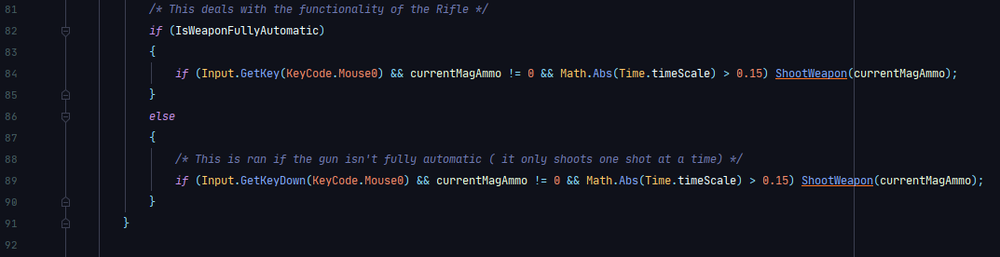 81 /* This deals with the functionality of the Rifle */
82 if (IsWeaponFullyAutomatic)
83 {
84 if (Input.GetKey(KeyCode.Mouse0) && currentMagAmmo != 0 && Math.Abs(Time.timeScale) > 0.15) ShootWeapon(currentMagAmmo);
85 }
86 else
87 {
88 /* This is ran if the gun isn't fully automatic ( it only shoots one shot at a time) */
89 if (Input.GetKeyDown(KeyCode.Mouse0) && currentMagAmmo != 0 && Math.Abs(Time.timeScale) > 0.15) ShootWeapon(currentMagAmmo);
90 }
91 }
92